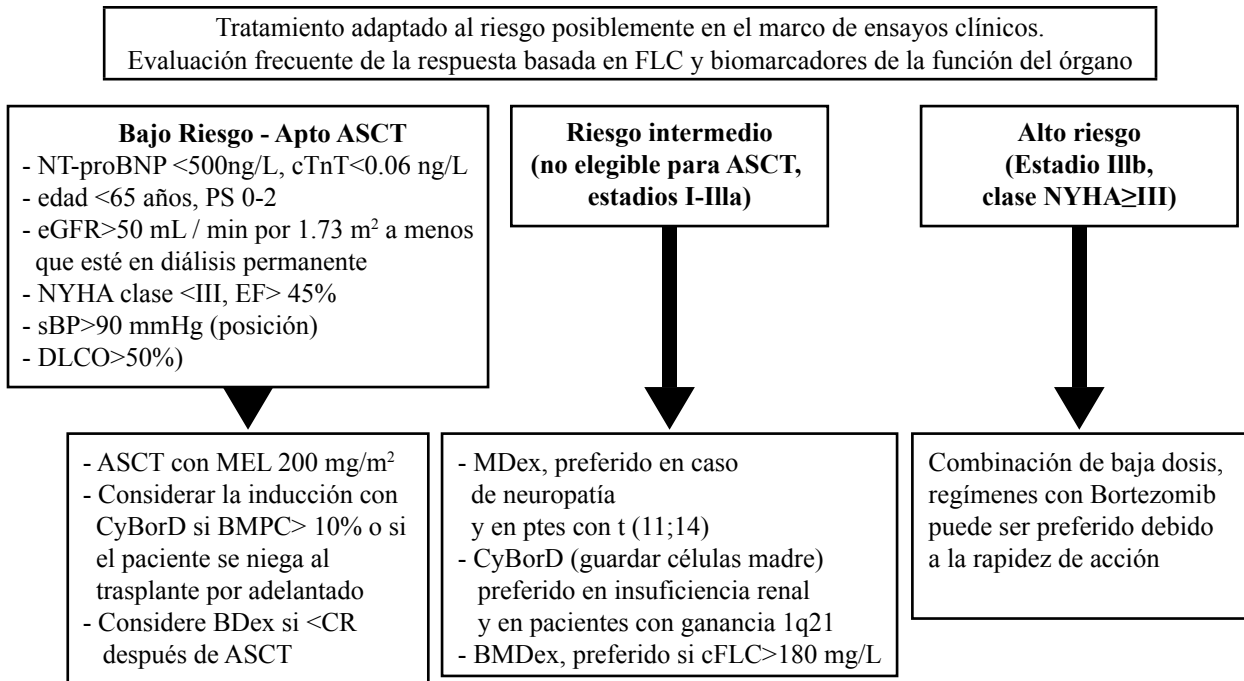 Tratamiento adaptado al riesgo posiblemente en el marco de ensayos clínicos.
Evaluación frecuente de la respuesta basada en FLC y biomarcadores de la función del órgano
Bajo Riesgo - Apto ASCT
- NT-proBNP <500ng/L, cTnT<0.06 ng/L
- edad <65 años, PS 0-2
- eGFR>50 mL / min por 1.73 m² a menos
que esté en diálisis permanente
- NYHA clase <III, EF> 45%
- sBP>90 mmHg (posición)
- DLCO>50%)
Riesgo intermedio
(no elegible para ASCT,
estadios I-IIIa)
Alto riesgo
(Estadio IIIb,
clase NYHA≥III)
- ASCT con MEL 200 mg/m²
- Considerar la inducción con
CyBorD si BMPC> 10% o si
el paciente se niega al
trasplante por adelantado
- Considere BDex si <CR
después de ASCT
- MDex, preferido en caso
de neuropatía
y en ptes con t (11;14)
- CyBorD (guardar células madre)
preferido en insuficiencia renal
y en pacientes con ganancia 1q21
- BMDex, preferido si cFLC>180 mg/L
Combinación de baja dosis,
regímenes con Bortezomib
puede ser preferido debido
a la rapidez de acción